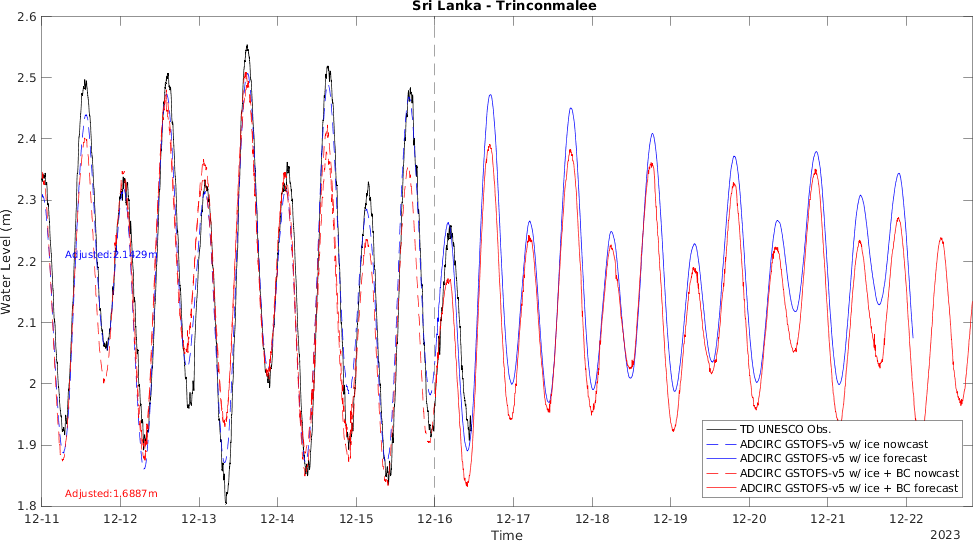 Sri Lanka - Trinconmalee
2.6
2.5
2.4
2.3
2.2
2.1
2
1.9
1.8
Water Level (m)
Adjusted:2.1429m
Adjusted:1.6887m
TD UNESCO Obs.
ADCIRC GSTOFS-v5 w/ ice nowcast
ADCIRC GSTOFS-v5 w/ ice forecast
ADCIRC GSTOFS-v5 w/ ice + BC nowcast
ADCIRC GSTOFS-v5 w/ ice + BC forecast
12-11 12-12 12-13 12-14 12-15 12-16 12-17 12-18 12-19 12-20 12-21 12-22
Time
2023